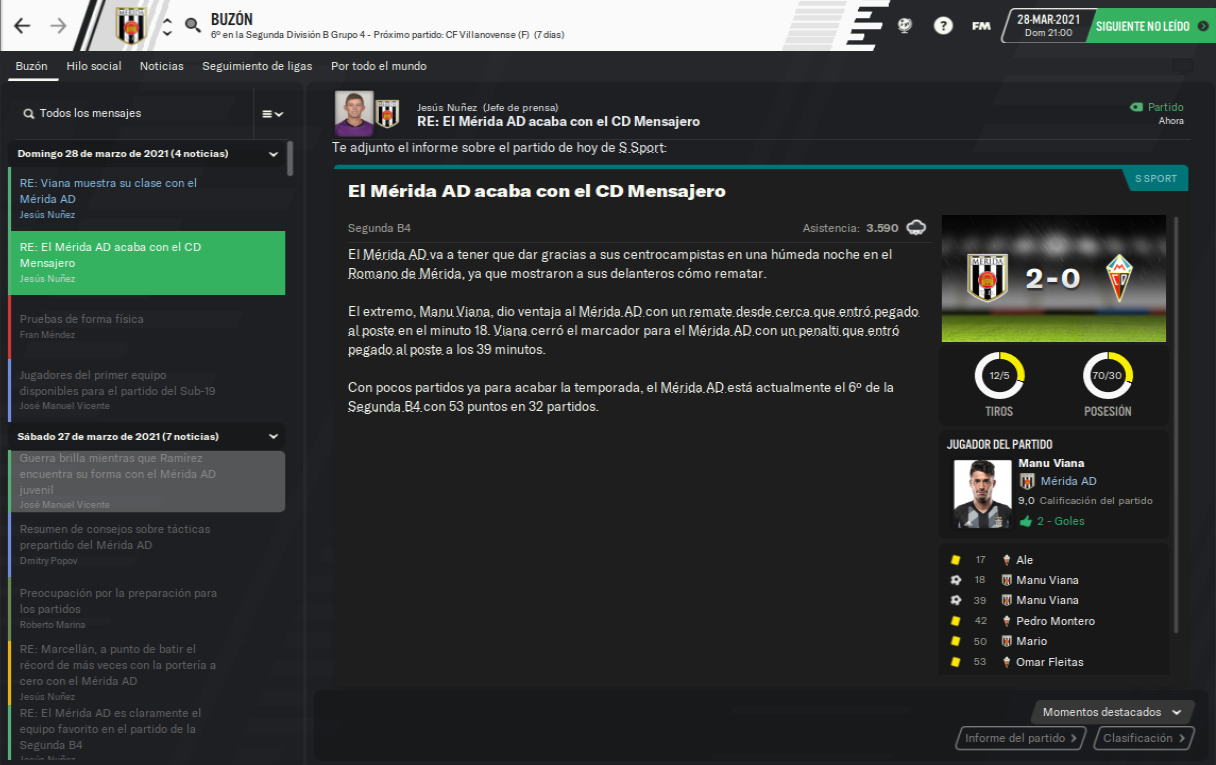 BUZÓN
6º en la Segunda División B Grupo 4 - Próximo partido: CF Villanovense (F) (7 días)
FM
28-MAR-2021
Dom 21:00
SIGUIENTE NO LEÍDO
Buzón
Hilo social
Noticias
Seguimiento de ligas
Por todo el mundo
Todos los mensajes
Domingo 28 de marzo de 2021 (4 noticias)
RE: Viana muestra su clase con el
Mérida AD
Jesús Nuñez
RE: El Mérida AD acaba con el CD
Mensajero
Jesús Nuñez
Pruebas de forma física
Fran Méndez
Jugadores del primer equipo
disponibles para el partido del Sub-19
José Manuel Vicente
Sábado 27 de marzo de 2021 (7 noticias)
Guerra brilla mientras que Ramírez
encuentra su forma con el Mérida AD
juvenil
José Manuel Vicente
Resumen de consejos sobre tácticas
prepartido del Mérida AD
Dmitry Popov
Preocupación por la preparación para
los partidos
Roberto Marina
RE: Marcellán, a punto de batir el
récord de más veces con la portería a
cero con el Mérida AD
Jesús Nuñez
RE: El Mérida AD es claramente el
equipo favorito en el partido de la
Segunda B4
Jesús Nuñez
Jesús Nuñez (Jefe de prensa)
RE: El Mérida AD acaba con el CD Mensajero
Partido
Ahora
Te adjunto el informe sobre el partido de hoy de S Sport:
S SPORT
El Mérida AD acaba con el CD Mensajero
Segunda B4
Asistencia: 3.590
El Mérida AD va a tener que dar gracias a sus centrocampistas en una húmeda noche en el
Romano de Mérida, ya que mostraron a sus delanteros cómo rematar.
El extremo, Manu Viana, dio ventaja al Mérida AD con un remate desde cerca que entró pegado
al poste en el minuto 18. Viana cerró el marcador para el Mérida AD con un penalti que entró
pegado al poste a los 39 minutos.
Con pocos partidos ya para acabar la temporada, el Mérida AD está actualmente el 6º de la
Segunda B4 con 53 puntos en 32 partidos.
MERIDA
2-0
12/5
70/30
TIROS
POSESIÓN
JUGADOR DEL PARTIDO
Manu Viana
Mérida AD
9,0 Calificación del partido
2 - Goles
17 Ale
18 Manu Viana
39 Manu Viana
42 Pedro Montero
50 Mario
53 Omar Fleitas
Momentos destacados
Informe del partido
Clasificación